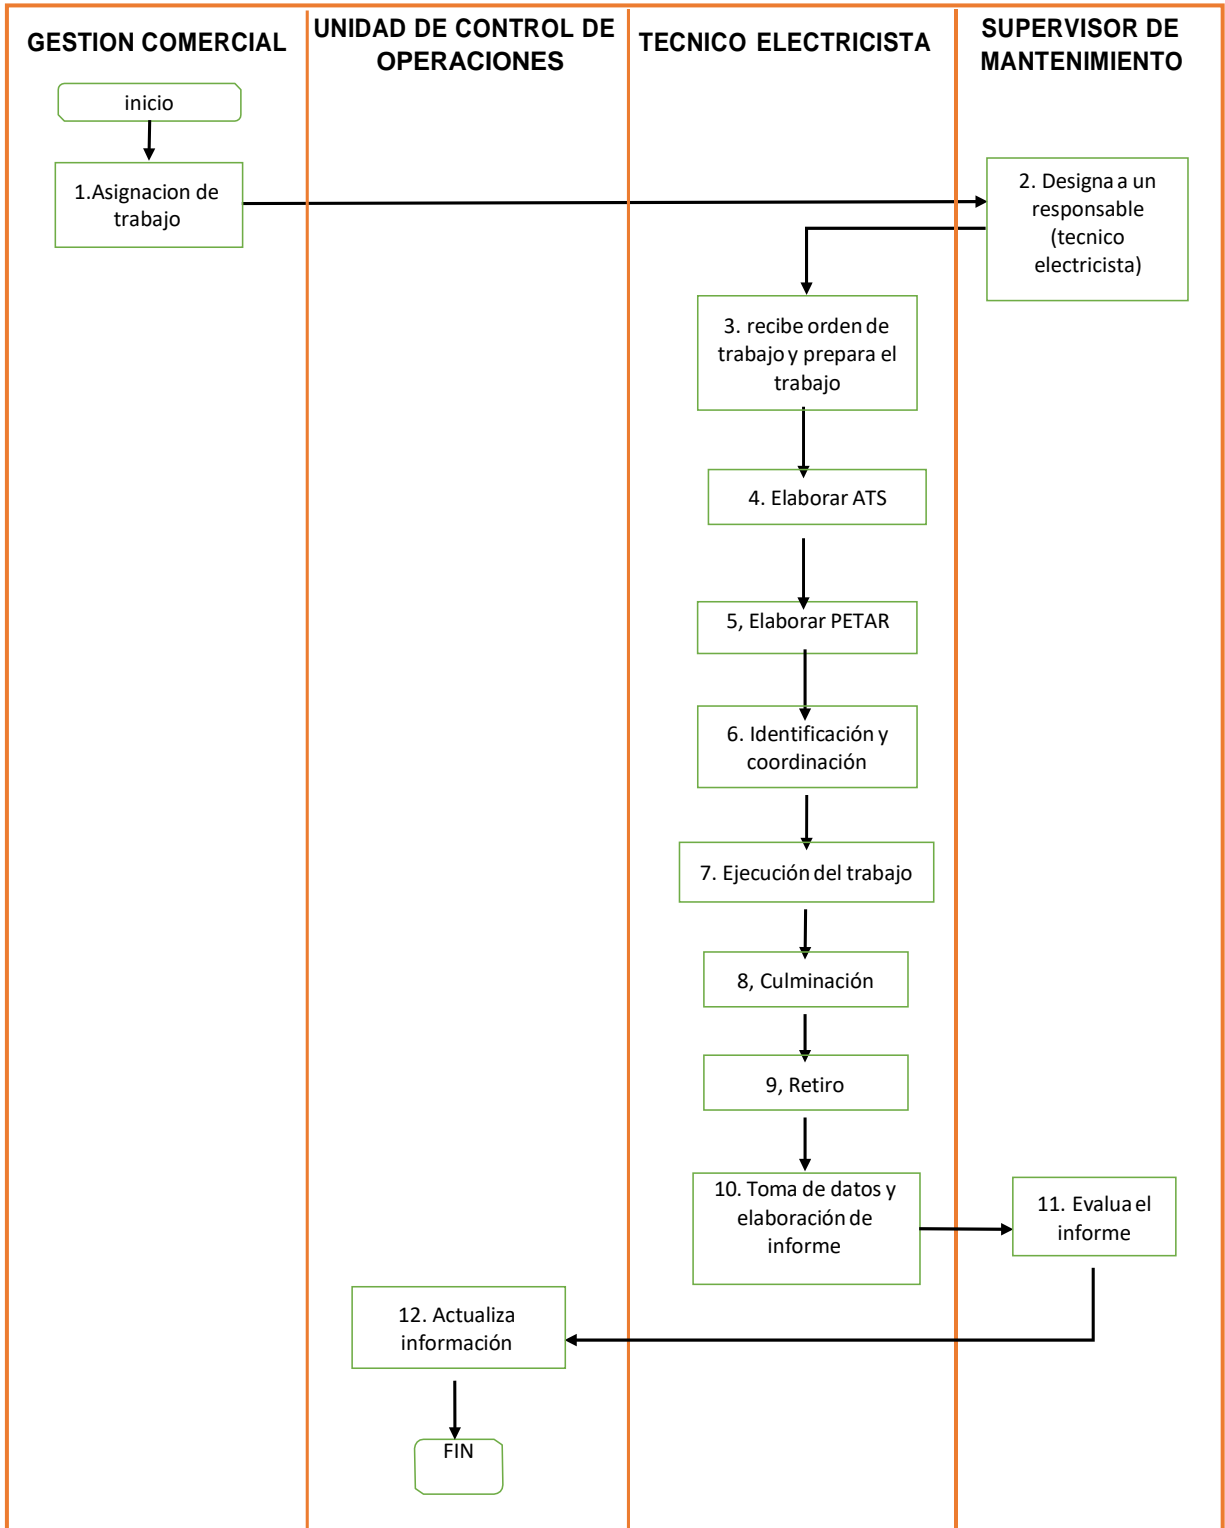 GESTION COMERCIAL
UNIDAD DE CONTROL DE
OPERACIONES
TECNICO ELECTRICISTA
SUPERVISOR DE
MANTENIMIENTO
inicio
1.Asignacion de
trabajo
2. Designa a un
responsable
(tecnico
electricista)
3. recibe orden de
trabajo y prepara el
trabajo
4. Elaborar ATS
5, Elaborar PETAR
6. Identificación y
coordinación
7. Ejecución del trabajo
8, Culminación
9, Retiro
10. Toma de datos y
elaboración de
informe
11. Evalua el
informe
12. Actualiza
información
FIN